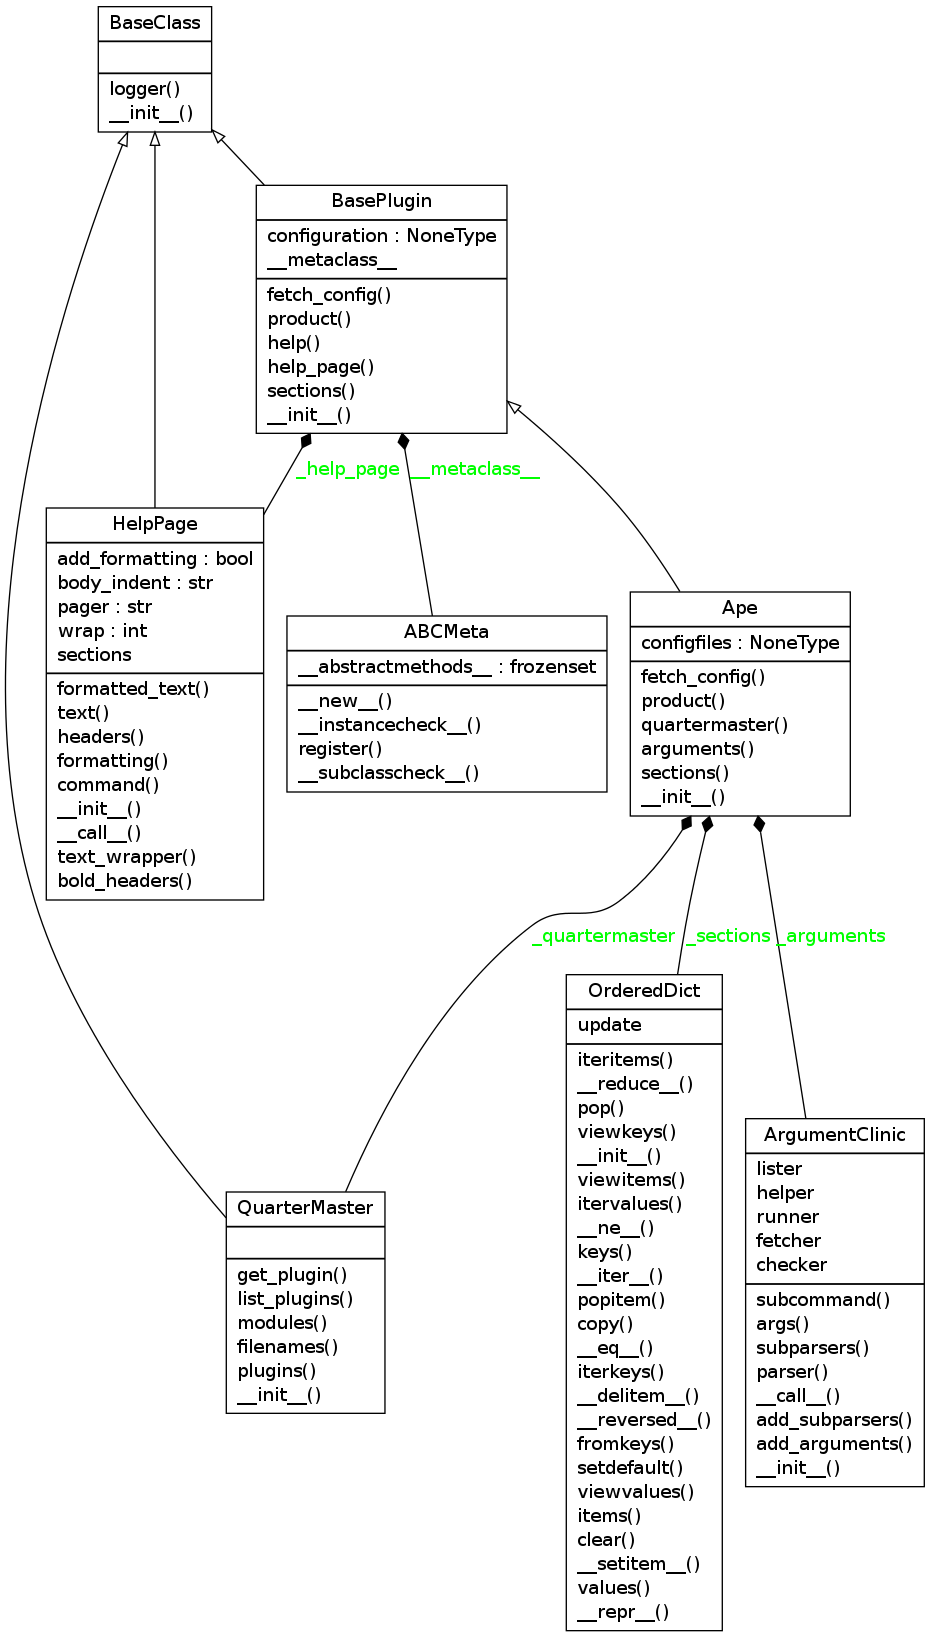 BaseClass
logger()
__init__()
BasePlugin
configuration : NoneType
__metaclass__
fetch_config()
product()
help()
help_page()
sections()
__init__()
_help_page
__metaclass__
HelpPage
add_formatting : bool
body_indent : str
pager : str
wrap : int
sections
formatted_text()
text()
headers()
formatting()
command()
__init__()
__call__()
text_wrapper()
bold_headers()
ABCMeta
__abstractmethods__ : frozenset
__new__()
__instancecheck__()
register()
__subclasscheck__()
Ape
configfiles : NoneType
fetch_config()
product()
quartermaster()
arguments()
sections()
__init__()
_quartermaster
_sections
_arguments
QuarterMaster
get_plugin()
list_plugins()
modules()
filenames()
plugins()
__init__()
OrderedDict
update
iteritems()
__reduce__()
pop()
viewkeys()
__init__()
viewitems()
itervalues()
__ne__()
keys()
__iter__()
popitem()
copy()
__eq__()
iterkeys()
__delitem__()
__reversed__()
fromkeys()
setdefault()
viewvalues()
items()
clear()
__setitem__()
values()
__repr__()
ArgumentClinic
lister
helper
runner
fetcher
checker
subcommand()
args()
subparsers()
parser()
__call__()
add_subparsers()
add_arguments()
__init__()